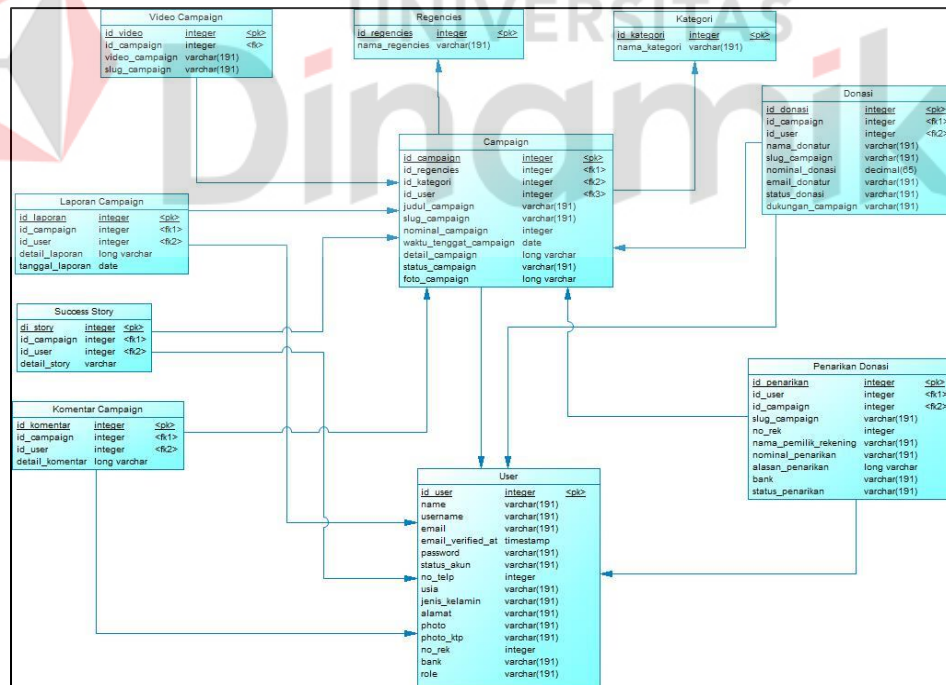 UNIVERSITAS
Dinamik
Video Campaign
id_video integer <pk>
id_campaign integer <fk>
video_campaign varchar(191)
slug_campaign varchar(191)
Regencies
id_regencies integer <pk>
nama_regencies varchar(191)
Kategori
id_kategori integer <pk>
nama_kategori varchar(191)
Donasi
id_donasi integer <pk>
id_campaign integer <fk1>
id_user integer <fk2>
nama_donatur varchar(191)
slug_campaign varchar(191)
nominal_donasi decimal(65)
email_donatur varchar(191)
status_donasi varchar(191)
dukungan_campaign varchar(191)
Campaign
id_campaign integer <pk>
id_regencies integer <fk1>
id_kategori integer <fk2>
id_user integer <fk3>
judul_campaign varchar(191)
slug_campaign varchar(191)
nominal_campaign integer
waktu_tenggat_campaign date
detail_campaign long varchar
status_campaign varchar(191)
foto_campaign long varchar
Laporan Campaign
id_laporan integer <pk>
id_campaign integer <fk1>
id_user integer <fk2>
detail_laporan long varchar
tanggal_laporan date
Success Story
di_story integer <pk>
id_campaign integer <fk1>
id_user integer <fk2>
detail_story varchar
Komentar Campaign
id_komentar integer <pk>
id_campaign integer <fk1>
id_user integer <fk2>
detail_komentar long varchar
Penarikan Donasi
id_penarikan integer <pk>
id_user integer <fk1>
id_campaign integer <fk2>
slug_campaign varchar(191)
no_rek integer
nama_pemilik_rekening varchar(191)
nominal_penarikan varchar(191)
alasan_penarikan long varchar
bank varchar(191)
status_penarikan varchar(191)
User
id_user integer <pk>
name varchar(191)
username varchar(191)
email varchar(191)
email_verified_at timestamp
password varchar(191)
status_akun varchar(191)
no_telp integer
usia varchar(191)
jenis_kelamin varchar(191)
alamat varchar(191)
photo varchar(191)
photo_ktp varchar(191)
no_rek integer
bank varchar(191)
role varchar(191)